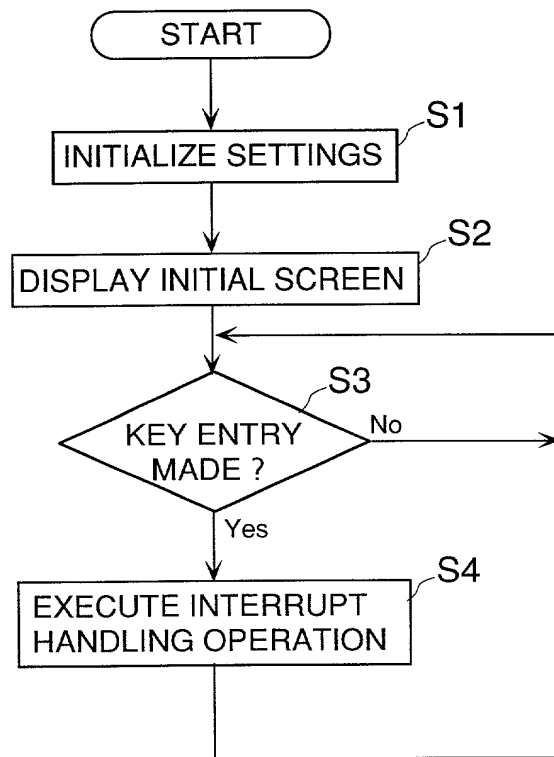 START
S1
INITIALIZE SETTINGS
S2
DISPLAY INITIAL SCREEN
S3
KEY ENTRY
MADE ?
No
Yes
S4
EXECUTE INTERRUPT
HANDLING OPERATION